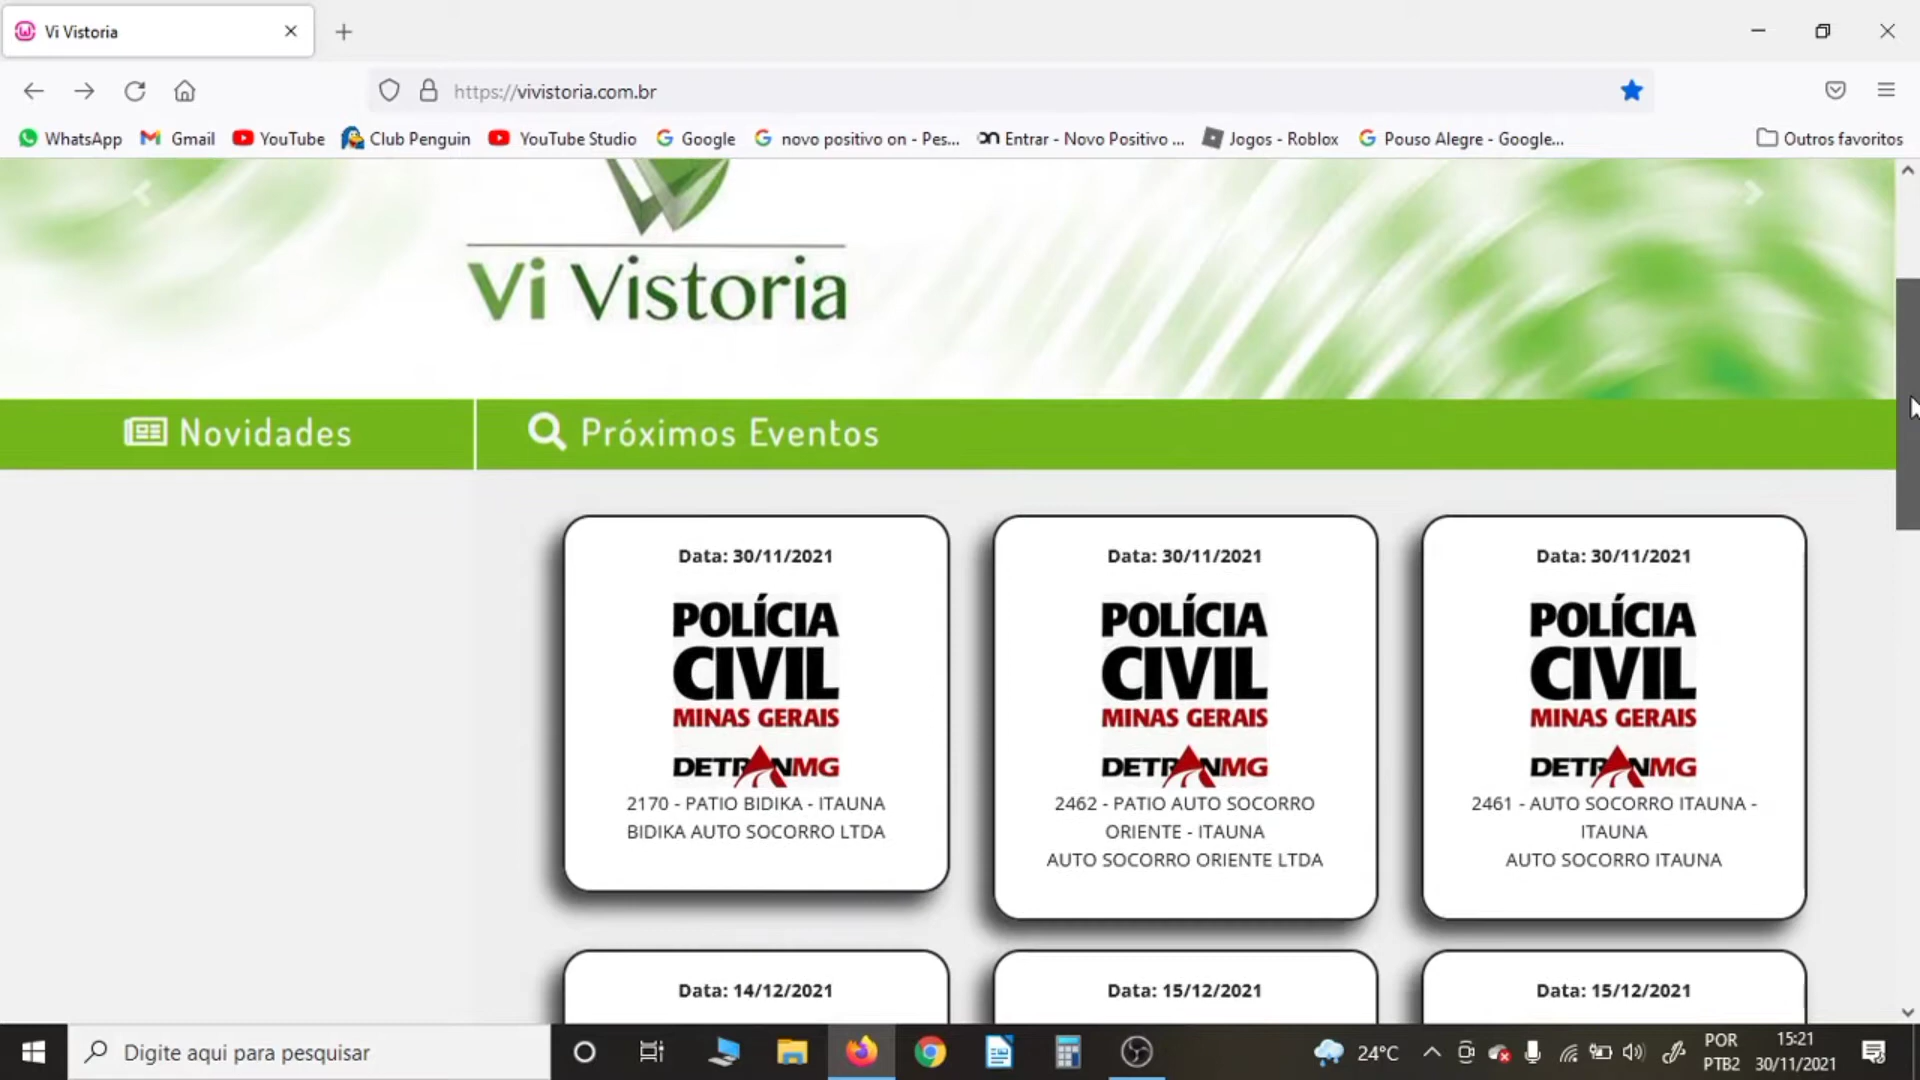 Vi Vistoria
https://vivistoria.com.br
WhatsApp Gmail YouTube Club Penguin YouTube Studio Google novo positivo on - Pes... Entrar - Novo Positivo ... Jogos - Roblox Pouso Alegre - Google... Outros favoritos
Vi Vistoria
Novidades
Próximos Eventos
Data: 30/11/2021
POLÍCIA
CIVIL
MINAS GERAIS
DETRANMG
2170 - PATIO BIDIKA - ITAUNA
BIDIKA AUTO SOCORRO LTDA
Data: 30/11/2021
POLÍCIA
CIVIL
MINAS GERAIS
DETRANMG
2462 - PATIO AUTO SOCORRO
ORIENTE - ITAUNA
AUTO SOCORRO ORIENTE LTDA
Data: 30/11/2021
POLÍCIA
CIVIL
MINAS GERAIS
DETRANMG
2461 - AUTO SOCORRO ITAUNA -
ITAUNA
AUTO SOCORRO ITAUNA
Data: 14/12/2021
Data: 15/12/2021
Data: 15/12/2021
Digite aqui para pesquisar
24°C
POR
PTB2
15:21
30/11/2021